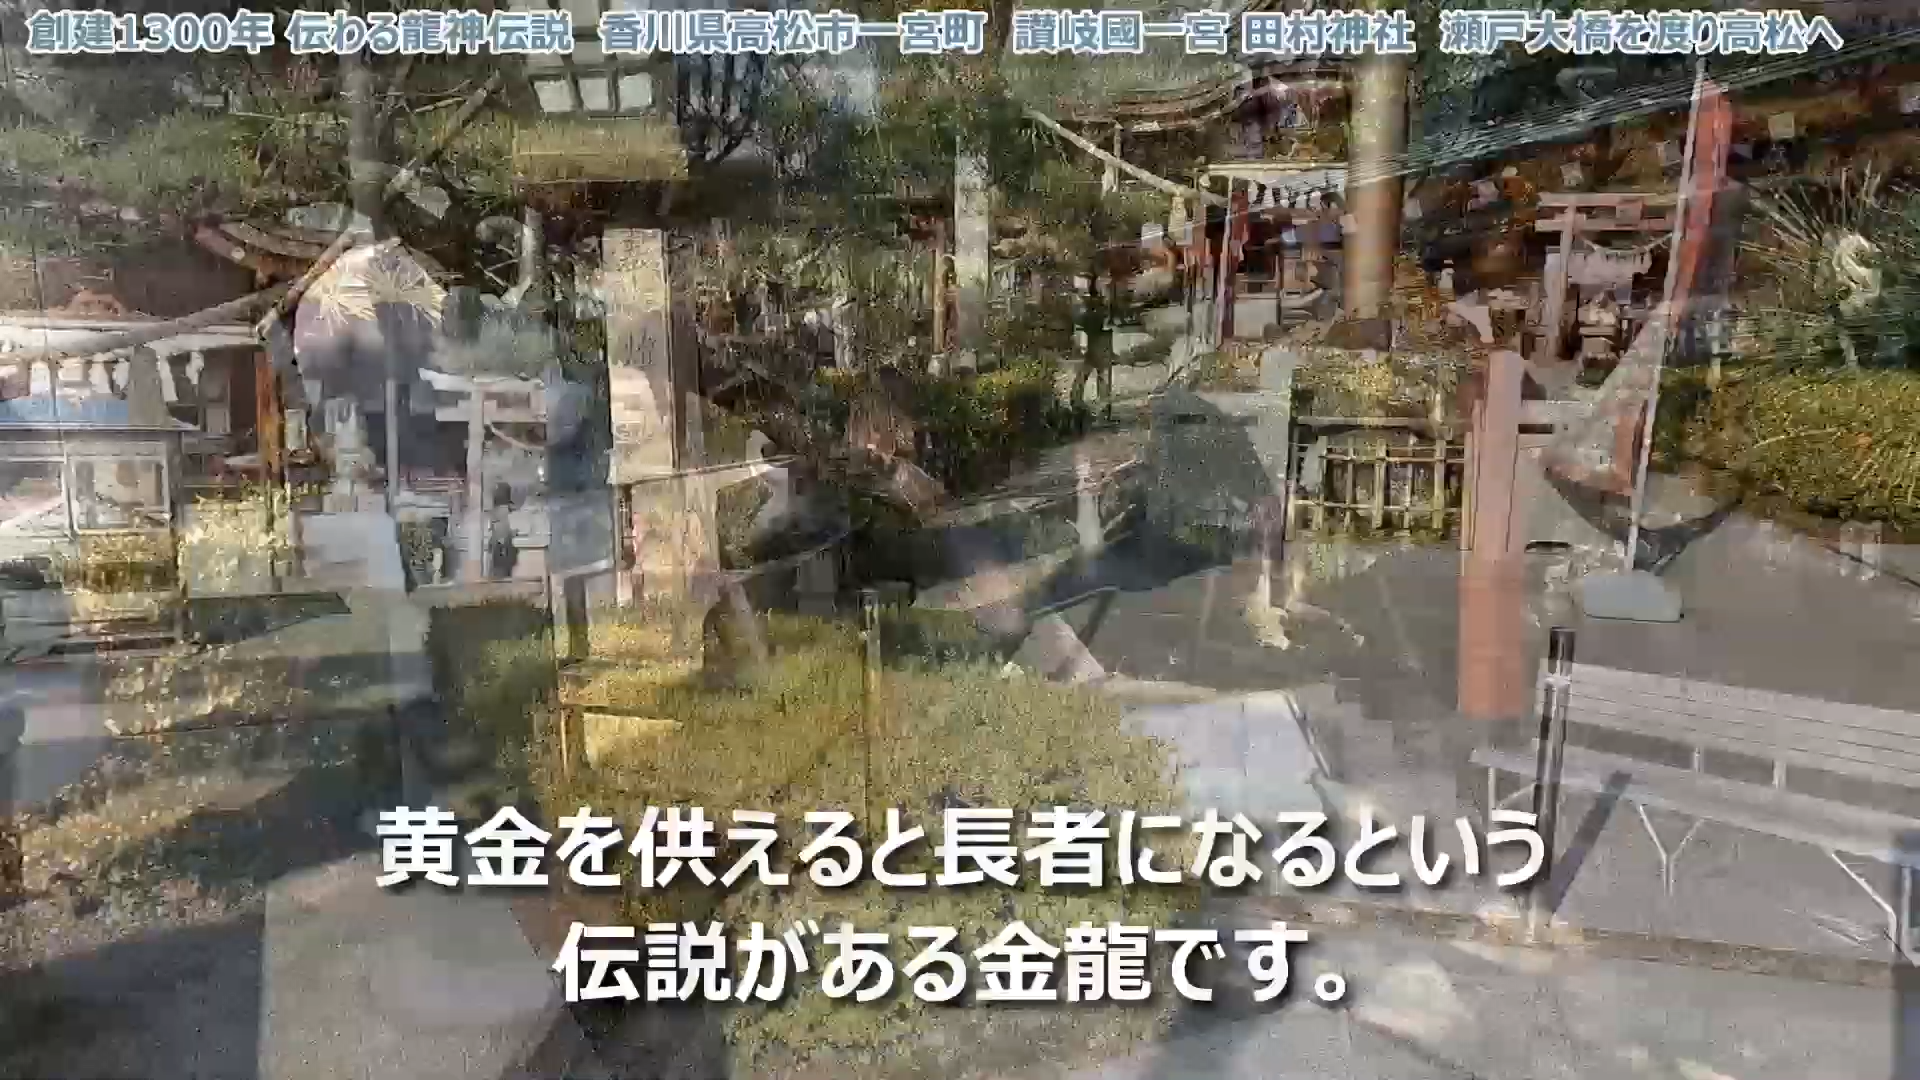 創建1300年 伝わる龍神伝説 香川県高松市一宮町 讃岐國一宮 田村神社 瀬戸大橋を渡り高松へ
黄金を供えると長者になるという
伝説がある金龍です。